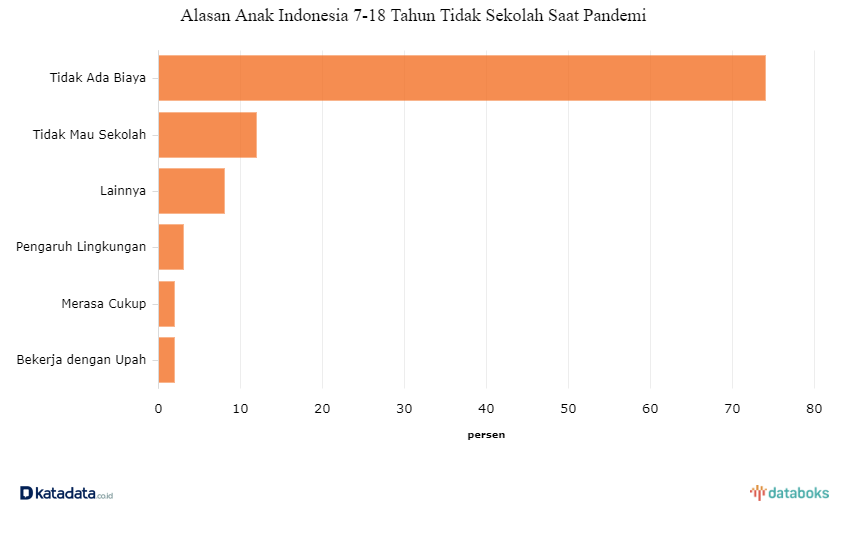 Alasan Anak Indonesia 7-18 Tahun Tidak Sekolah Saat Pandemi
Tidak Ada Biaya
Tidak Mau Sekolah
Lainnya
Pengaruh Lingkungan
Merasa Cukup
Bekerja dengan Upah
0 10 20 30 40 50 60 70 80
persen
katadata.co.id
databoks